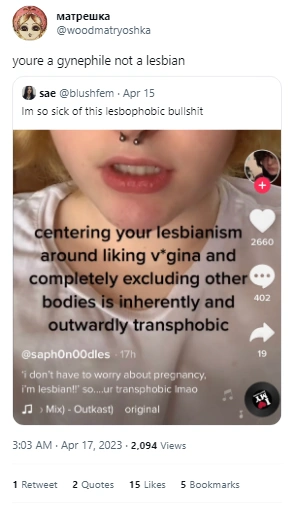 матрешка
@woodmatryoshka
youre a gynephile not a lesbian
sae @blushfem · Apr 15
Im so sick of this lesbophobic bullshit
centering your lesbianism
around liking v*gina and
completely excluding other
bodies is inherently and
outwardly transphobic
2660
402
19
@saph0n00dles · 17h
'i don't have to worry about pregnancy,
i'm lesbian!!' so....ur transphobic lmao
Mix) - Outkast) original
3:03 AM · Apr 17, 2023 · 2,094 Views
1 Retweet 2 Quotes 15 Likes 5 Bookmarks